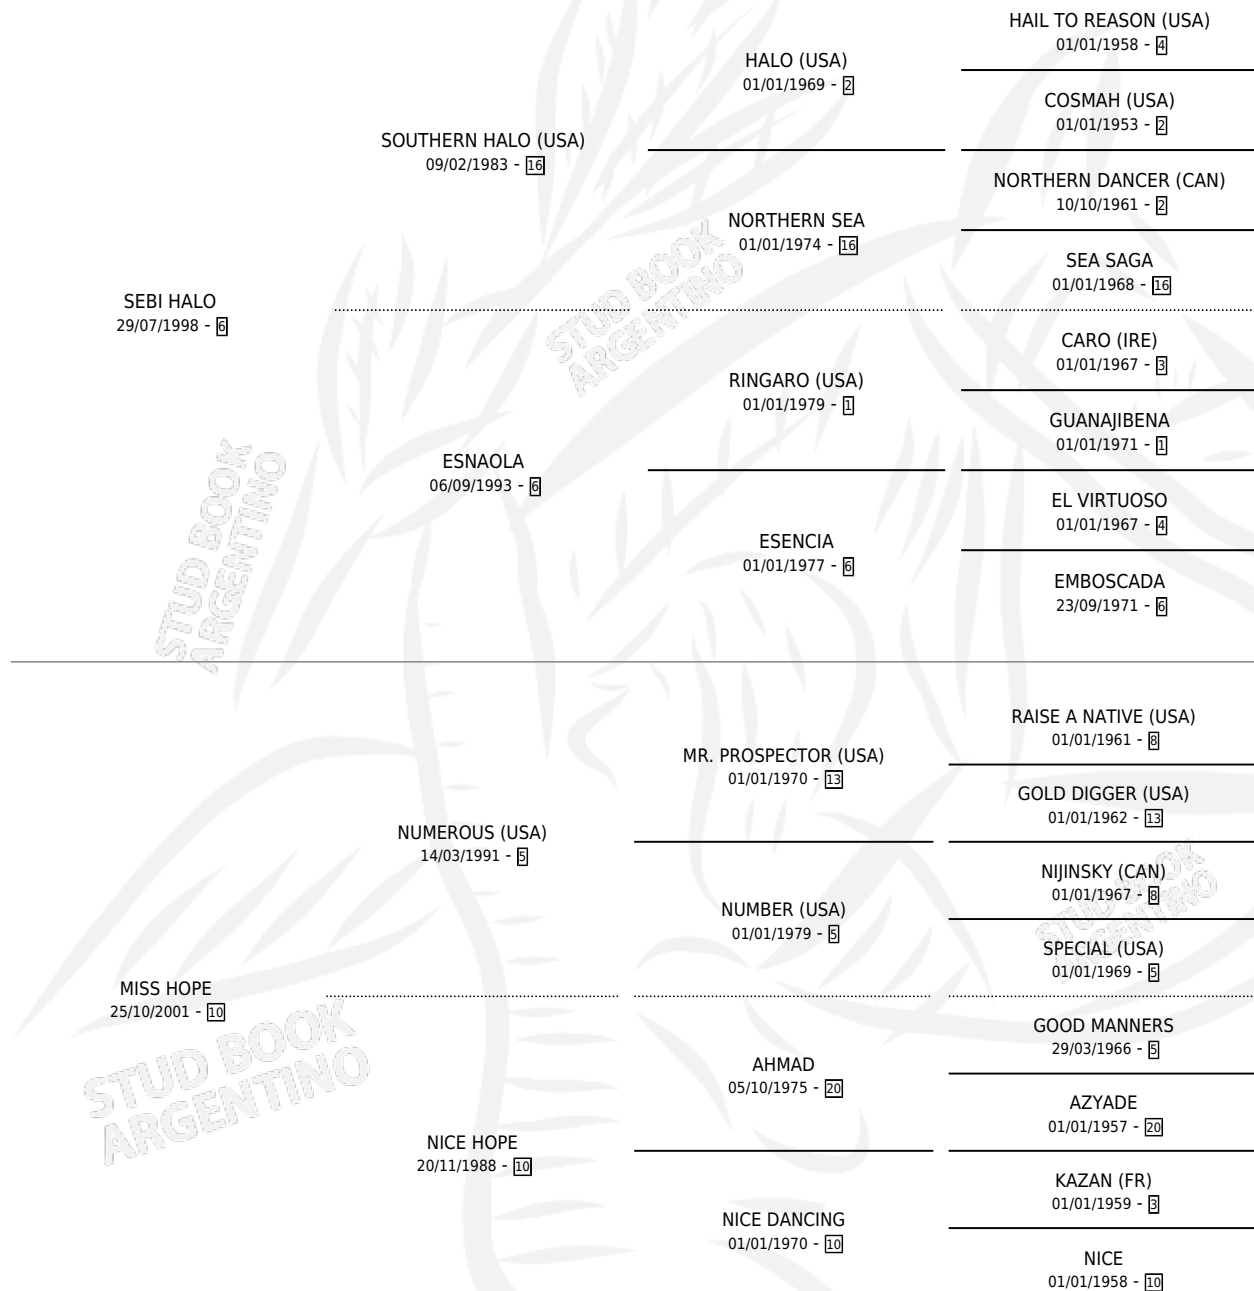 HAIL TO REASON (USA)
01/01/1958 - 4
HALO (USA)
01/01/1969 - 2
COSMAH (USA)
01/01/1953 - 2
SOUTHERN HALO (USA)
09/02/1983 - 16
NORTHERN DANCER (CAN)
10/10/1961 - 2
NORTHERN SEA
01/01/1974 - 16
SEA SAGA
01/01/1968 - 16
SEBI HALO
29/07/1998 - 6
CARO (IRE)
01/01/1967 - 3
RINGARO (USA)
01/01/1979 - 1
GUANAJIBENA
01/01/1971 - 1
ESNAOLA
06/09/1993 - 6
EL VIRTUOSO
01/01/1967 - 4
ESENCIA
01/01/1977 - 6
EMBOSCADA
23/09/1971 - 6
STUD BOOK
ARGENTINO
STUD BOOK
ARGENTINO
RAISE A NATIVE (USA)
01/01/1961 - 8
MR. PROSPECTOR (USA)
01/01/1970 - 13
GOLD DIGGER (USA)
01/01/1962 - 13
NUMEROUS (USA)
14/03/1991 - 5
NIJINSKY (CAN)
01/01/1967 - 8
NUMBER (USA)
01/01/1979 - 5
SPECIAL (USA)
01/01/1969 - 5
MISS HOPE
25/10/2001 - 10
GOOD MANNERS
29/03/1966 - 5
AHMAD
05/10/1975 - 20
AZYADE
01/01/1957 - 20
NICE HOPE
20/11/1988 - 10
KAZAN (FR)
01/01/1959 - 3
NICE DANCING
01/01/1970 - 10
NICE
01/01/1958 - 10
STUD BOOK
ARGENTINO
STUD BOOK
ARGENTINO